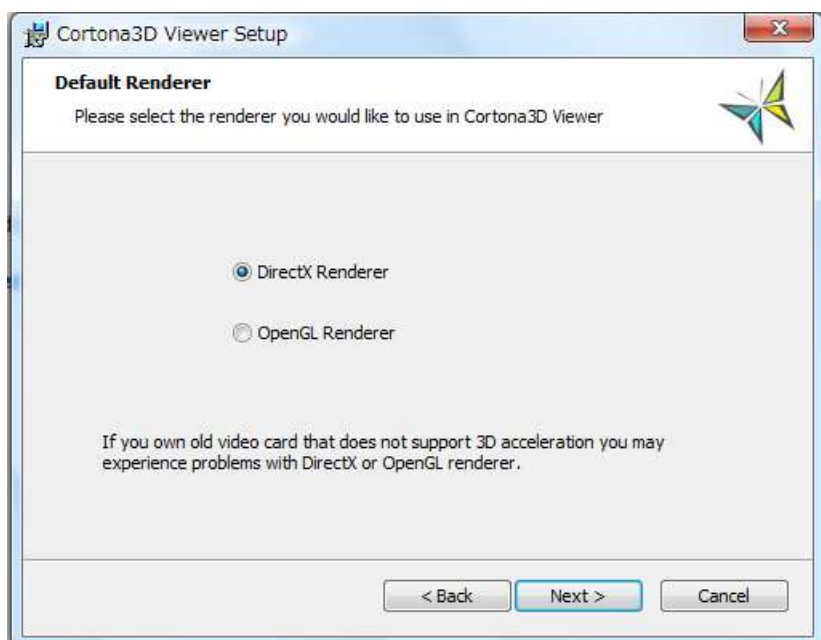 Cortona3D Viewer Setup
Default Renderer
Please select the renderer you would like to use in Cortona3D Viewer
DirectX Renderer
OpenGL Renderer
If you own old video card that does not support 3D acceleration you may
experience problems with DirectX or OpenGL renderer.
< Back Next > Cancel